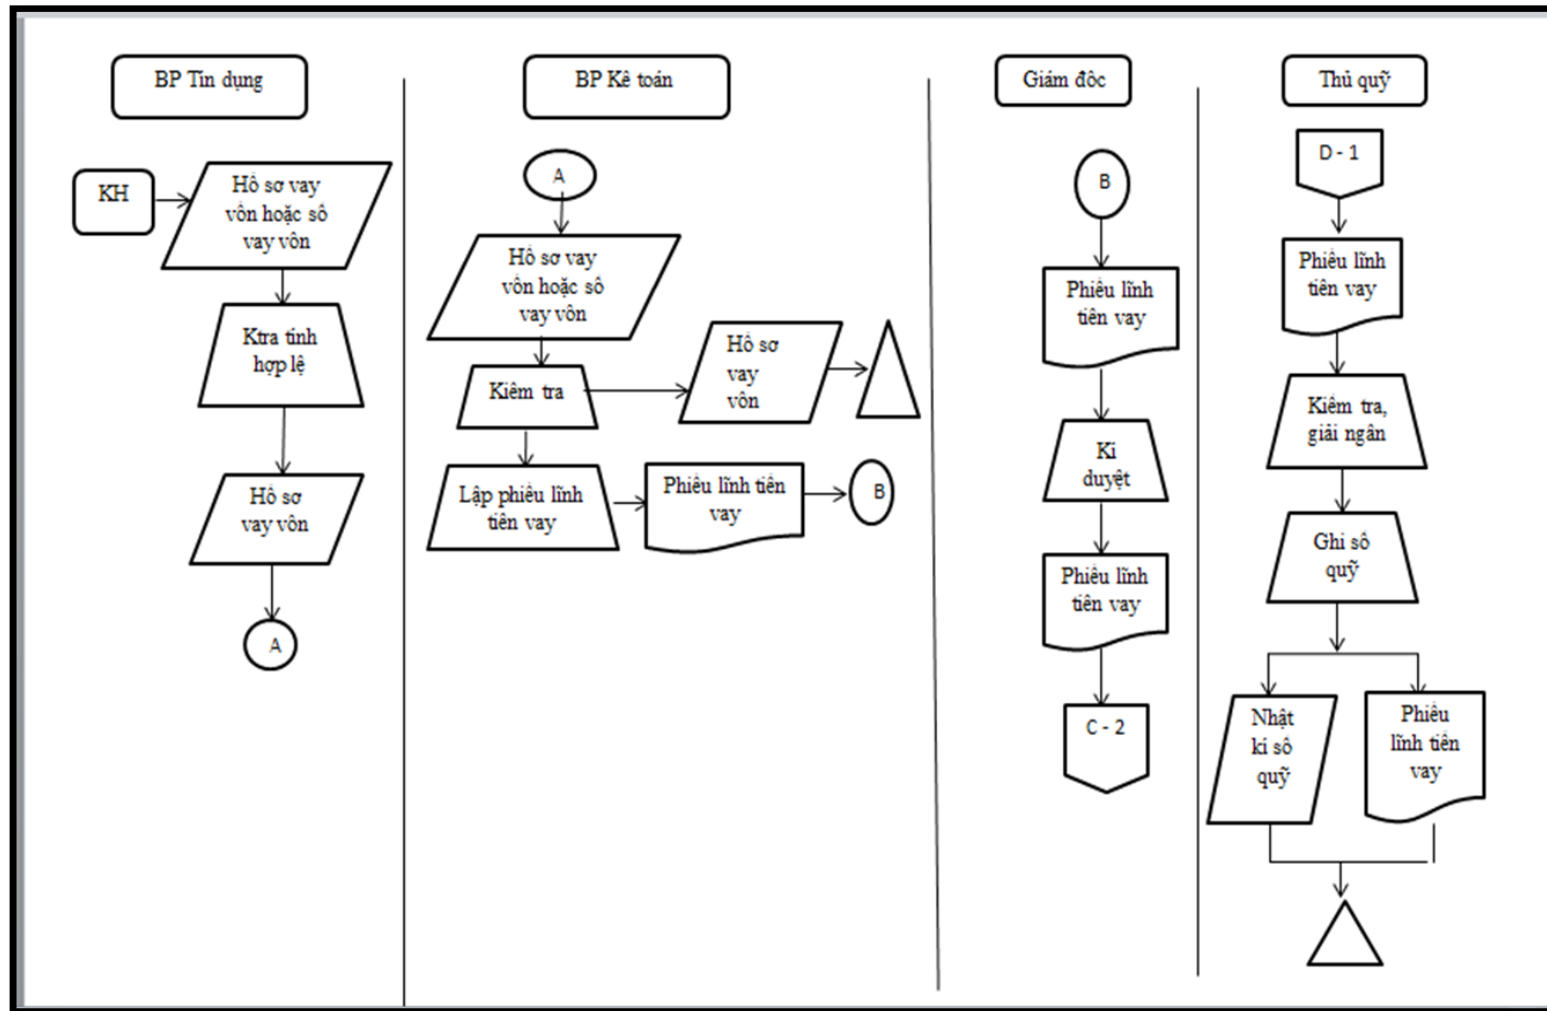 BP Tín dụng
KH
Hồ sơ vay
vốn hoặc sổ
vay vốn
Ktra tính
hợp lệ
Hồ sơ
vay vốn
A
BP Kế toán
A
Hồ sơ vay
vốn hoặc sổ
vay vốn
Kiểm tra
Hồ sơ
vay
vốn
Lập phiếu lĩnh
tiền vay
Phiếu lĩnh tiền
vay
B
Giám đốc
B
Phiếu lĩnh
tiền vay
Kí
duyệt
Phiếu lĩnh
tiền vay
C - 2
Thủ quỹ
D - 1
Phiếu lĩnh
tiền vay
Kiểm tra,
giải ngân
Ghi sổ
quỹ
Nhật
kí sổ
quỹ
Phiếu
lĩnh tiền
vay